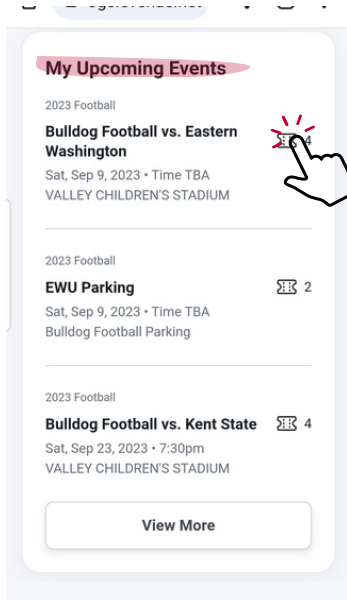 My Upcoming Events
2023 Football
Bulldog Football vs. Eastern
Washington
4
Sat, Sep 9, 2023 • Time TBA
VALLEY CHILDREN'S STADIUM
2023 Football
EWU Parking
2
Sat, Sep 9, 2023 • Time TBA
Bulldog Football Parking
2023 Football
Bulldog Football vs. Kent State
4
Sat, Sep 23, 2023 • 7:30pm
VALLEY CHILDREN'S STADIUM
View More